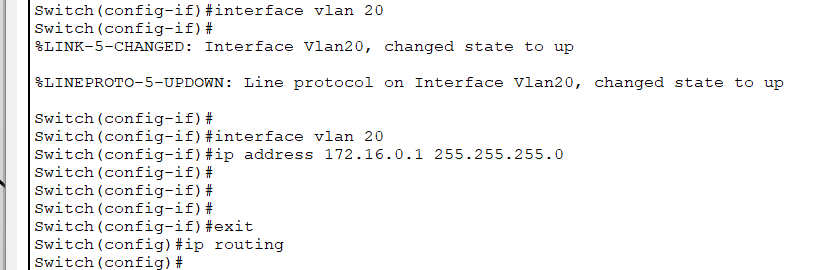 Switch(config-if)#interface vlan 20
Switch(config-if)#
%LINK-5-CHANGED: Interface Vlan20, changed state to up
%LINEPROTO-5-UPDOWN: Line protocol on Interface Vlan20, changed state to up
Switch(config-if)#
Switch(config-if)#interface vlan 20
Switch(config-if)#ip address 172.16.0.1 255.255.255.0
Switch(config-if)#
Switch(config-if)#
Switch(config-if)#
Switch(config-if)#exit
Switch(config)#ip routing
Switch(config)#